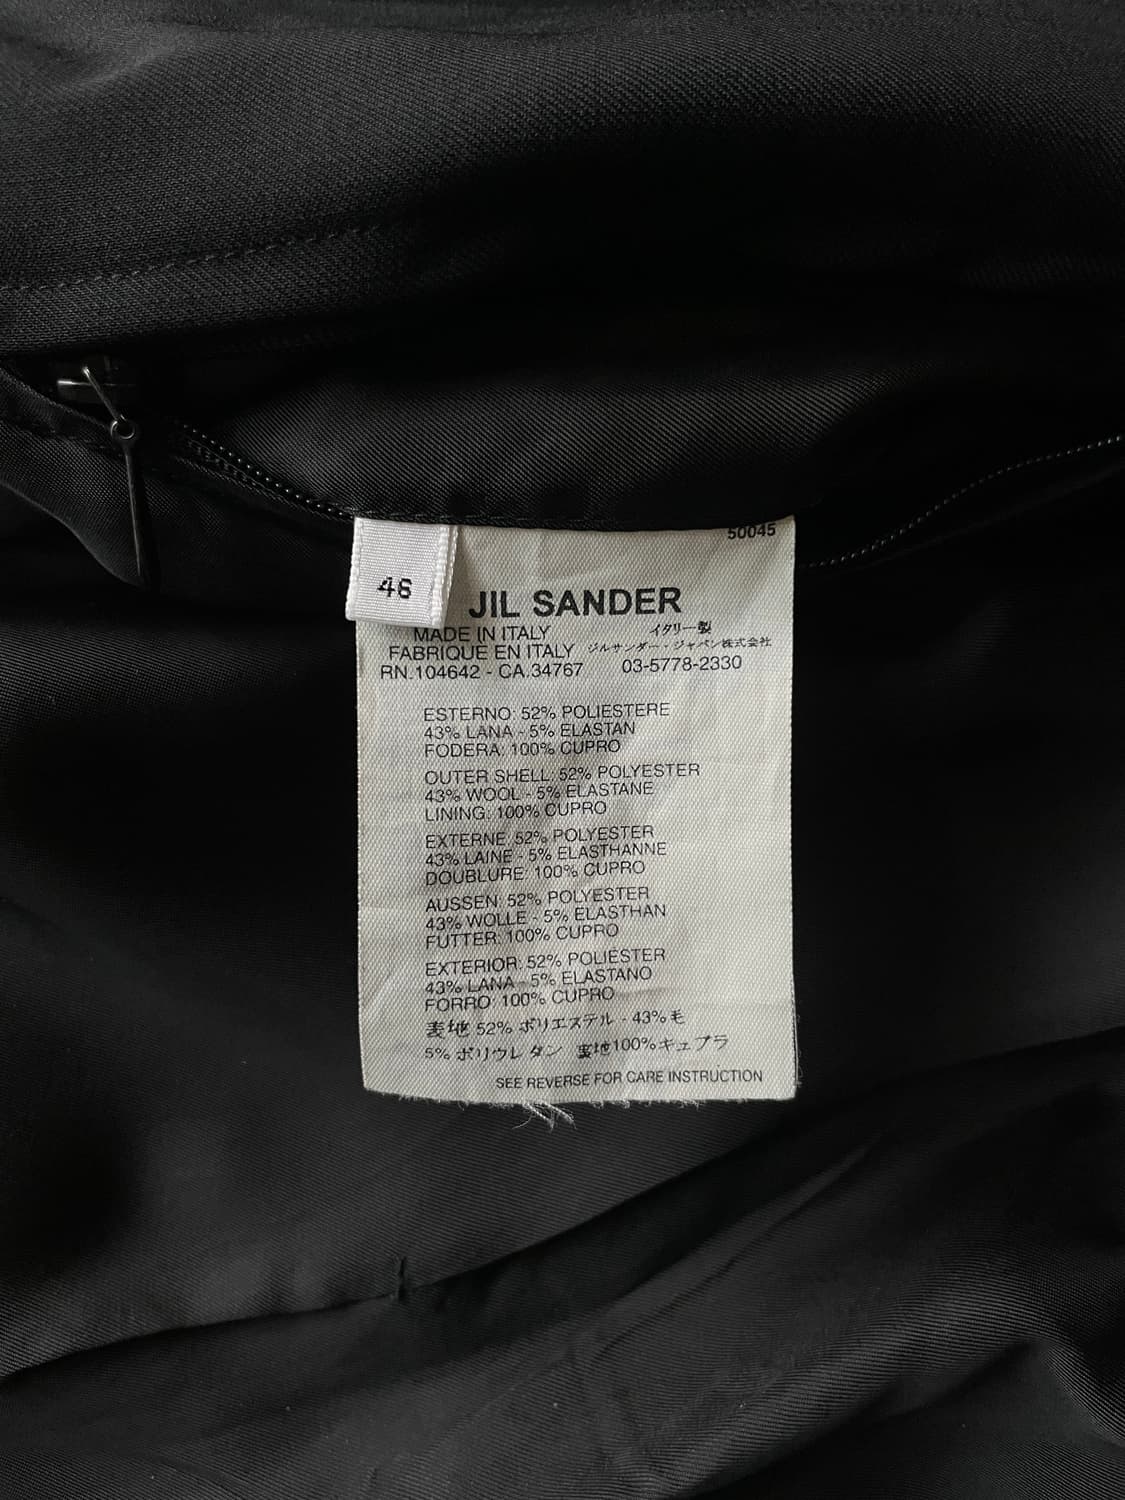 50045
46
JIL SANDER
MADE IN ITALY
FABRIQUE EN ITALY
RN.104642 - CA.34767
イタリー製
ジルサンダー・ジャパン株式会社
03-5778-2330
ESTERNO: 52% POLIESTERE
43% LANA - 5% ELASTAN
FODERA: 100% CUPRO
OUTER SHELL: 52% POLYESTER
43% WOOL - 5% ELASTANE
LINING: 100% CUPRO
EXTERNE: 52% POLYESTER
43% LAINE - 5% ELASTHANNE
DOUBLURE: 100% CUPRO
AUSSEN: 52% POLYESTER
43% WOLLE - 5% ELASTHAN
FUTTER: 100% CUPRO
EXTERIOR: 52% POLIÉSTER
43% LANA - 5% ELASTANO
FORRO: 100% CUPRO
表地 52% ポリエステル - 43% 毛
5% ポリウレタン 裏地100% キュプラ
SEE REVERSE FOR CARE INSTRUCTION